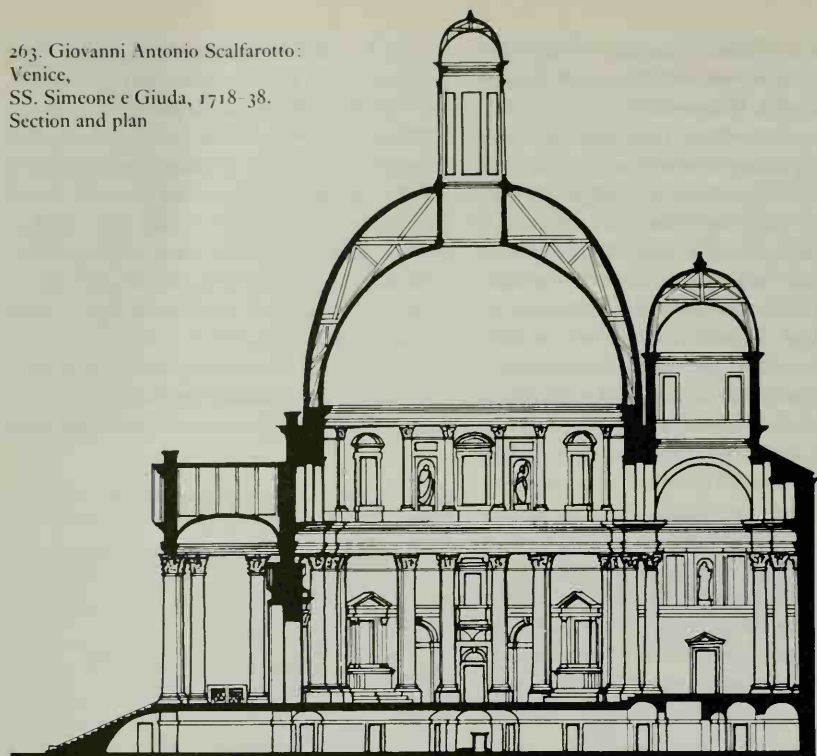 263. Giovanni Antonio Scalfarotto:
Venice,
SS. Simeone e Giuda, 1718–38.
Section and plan